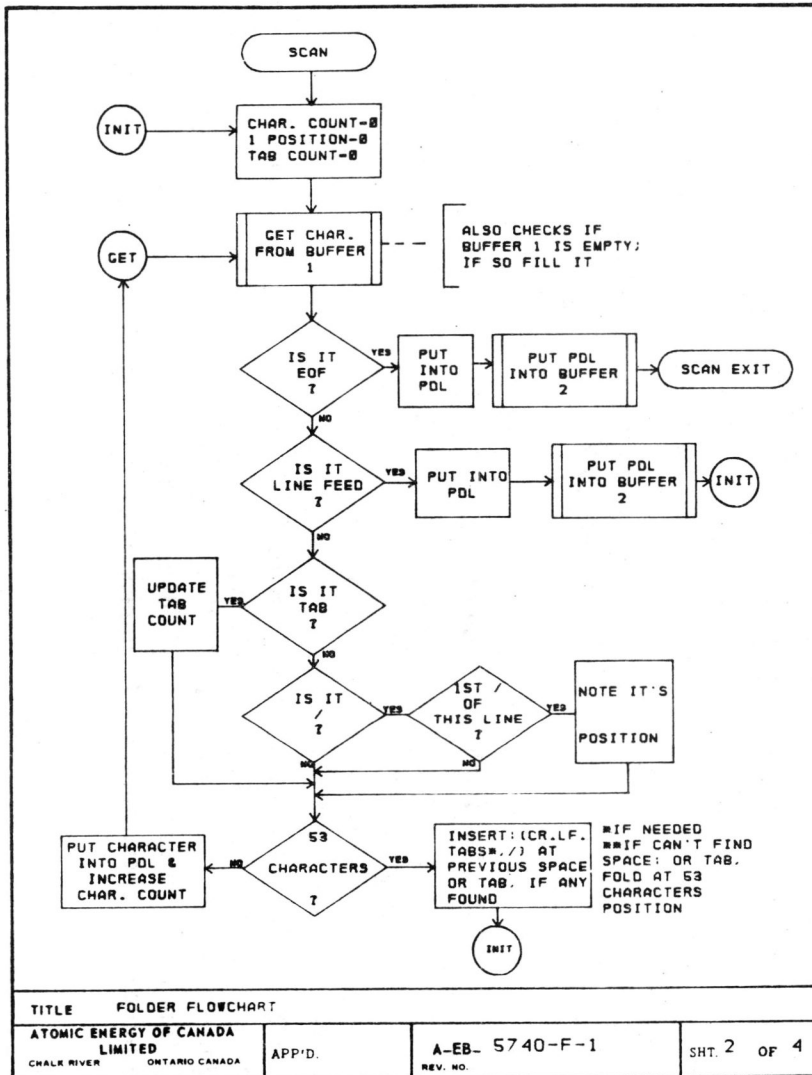 SCAN
INIT
CHAR. COUNT-0
1 POSITION-0
TAB COUNT-0
GET
GET CHAR.
FROM BUFFER
1
ALSO CHECKS IF
BUFFER 1 IS EMPTY;
IF SO FILL IT
IS IT
EOF
?
YES
PUT
INTO
PDL
PUT PDL
INTO BUFFER
2
SCAN EXIT
NO
IS IT
LINE FEED
?
YES
PUT INTO
PDL
PUT PDL
INTO BUFFER
2
INIT
NO
UPDATE
TAB
COUNT
YES
IS IT
TAB
?
NO
IS IT
/
?
YES
1ST /
OF
THIS LINE
?
YES
NOTE IT'S
POSITION
NO
NO
PUT CHARACTER
INTO PDL &
INCREASE
CHAR. COUNT
NO
53
CHARACTERS
?
YES
INSERT:(CR.LF.
TABS*./) AT
PREVIOUS SPACE
OR TAB. IF ANY
FOUND
*IF NEEDED
**IF CAN'T FIND
SPACE: OR TAB.
FOLD AT 53
CHARACTERS
POSITION
INIT
TITLE FOLDER FLOWCHART
ATOMIC ENERGY OF CANADA
LIMITED
CHALK RIVER ONTARIO CANADA
APP'D.
A-EB- 5740-F-1
REV. NO.
SHT. 2 OF 4